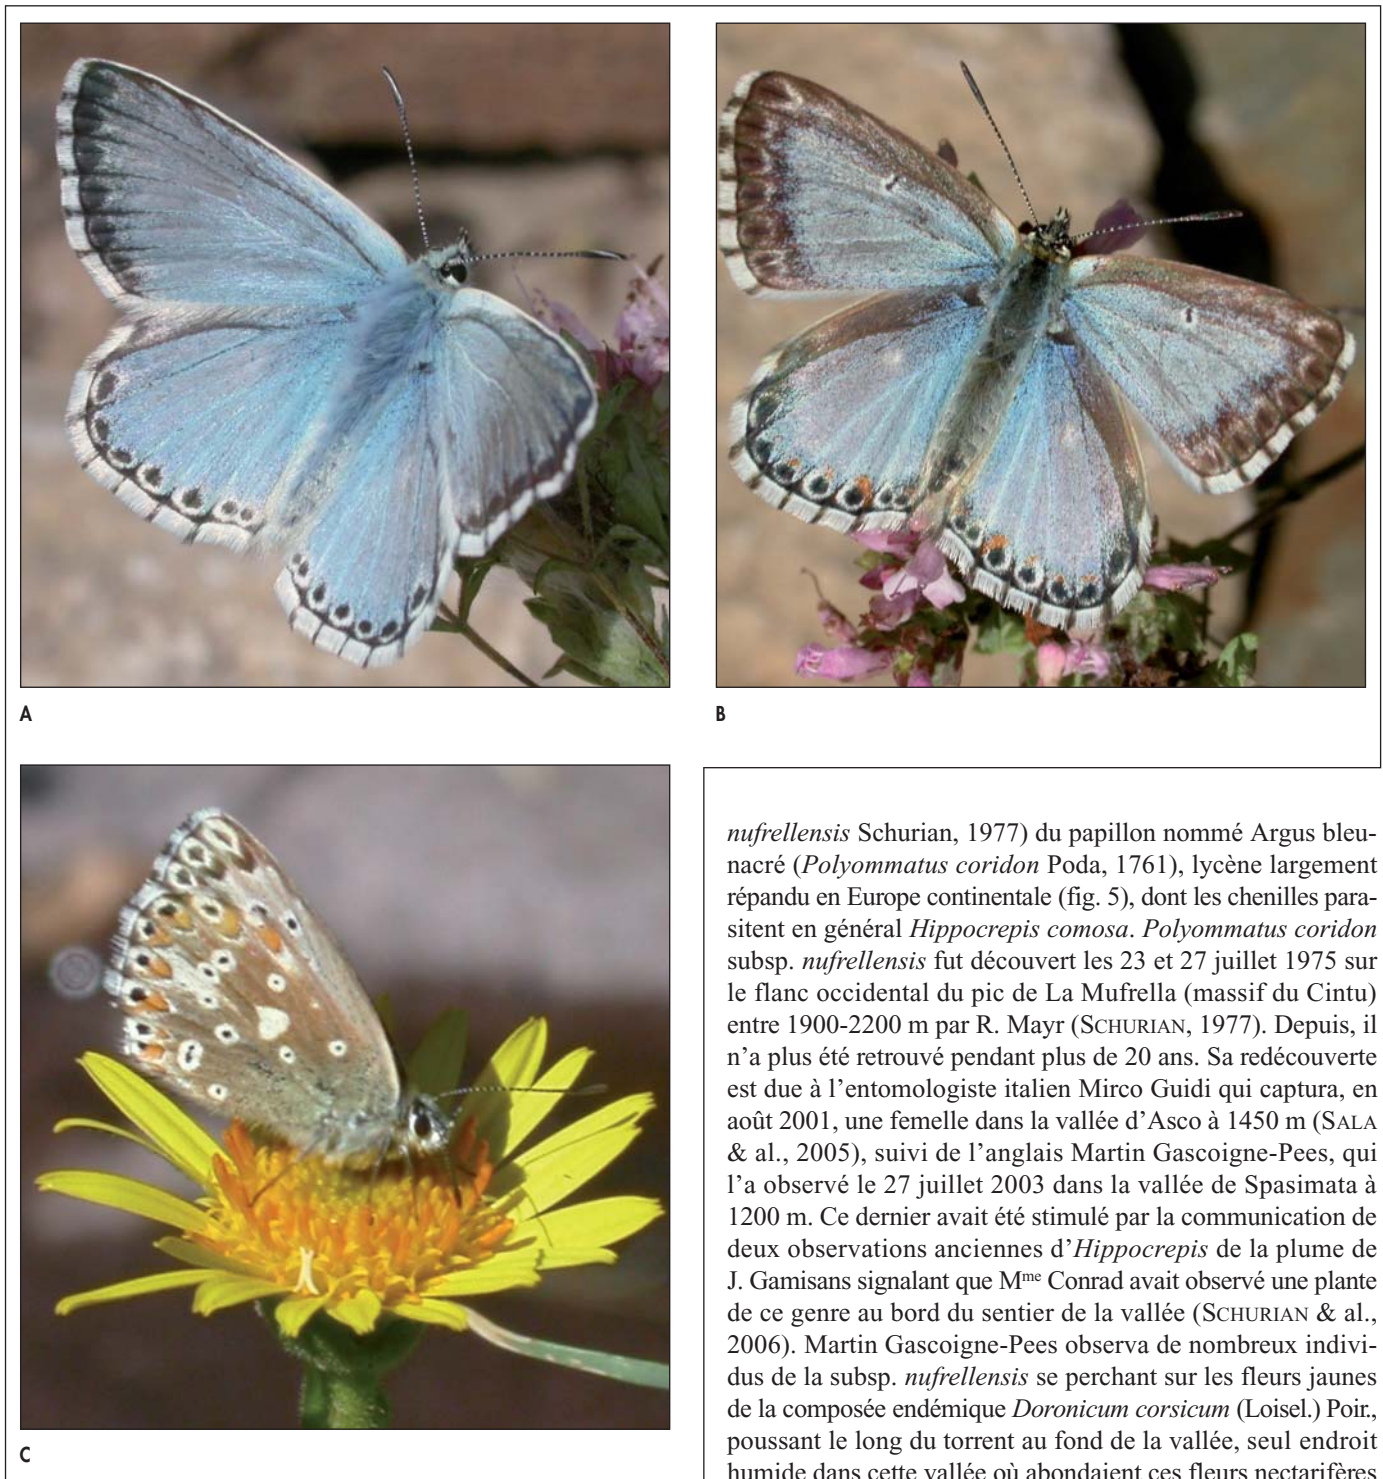 A
B
C
nufrellensis Schurian, 1977) du papillon nommé Argus bleu-
nacré (Polyommatus coridon Poda, 1761), lycène largement
répandu en Europe continentale (fig. 5), dont les chenilles para-
sitent en général Hippocrepis comosa. Polyommatus coridon
subsp. nufrellensis fut découvert les 23 et 27 juillet 1975 sur
le flanc occidental du pic de La Mufrella (massif du Cintu)
entre 1900-2200 m par R. Mayr (SCHURIAN, 1977). Depuis, il
n'a plus été retrouvé pendant plus de 20 ans. Sa redécouverte
est due à l'entomologiste italien Mirco Guidi qui captura, en
août 2001, une femelle dans la vallée d'Asco à 1450 m (SALA
& al., 2005), suivi de l'anglais Martin Gascoigne-Pees, qui
l'a observé le 27 juillet 2003 dans la vallée de Spasimata à
1200 m. Ce dernier avait été stimulé par la communication de
deux observations anciennes d'Hippocrepis de la plume de
J. Gamisans signalant que Mme Conrad avait observé une plante
de ce genre au bord du sentier de la vallée (SCHURIAN & al.,
2006). Martin Gascoigne-Pees observa de nombreux indivi-
dus de la subsp. nufrellensis se perchant sur les fleurs jaunes
de la composée endémique Doronicum corsicum (Loisel.) Poir.,
poussant le long du torrent au fond de la vallée, seul endroit
humide dans cette vallée où abondaient ces fleurs nectarifères